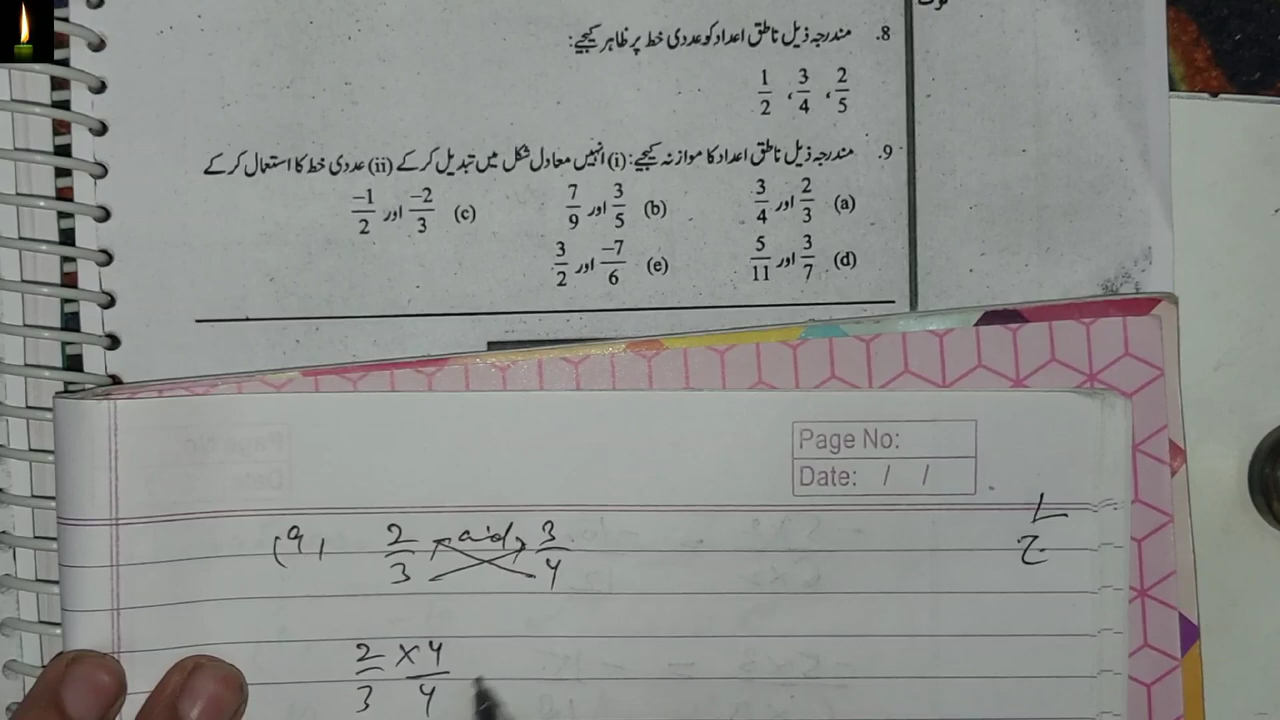 8. مندرجہ ذیل ناطق اعداد کو عددی خط پر ظاہر کیجیے:
2/5 ، 3/4 ، 1/2
9. مندرجہ ذیل ناطق اعداد کا موازنہ کیجیے: (i) انہیں معادل شکل میں تبدیل کرکے (ii) عددی خط کا استعمال کرکے
(a) 2/3 اور 3/4 (b) 3/5 اور 7/9 (c) -2/3 اور -1/2
(d) 3/7 اور 5/11 (e) -7/6 اور 3/2
Page No:
Date: / /
2/3 and 3/4
2/3 × 4/4